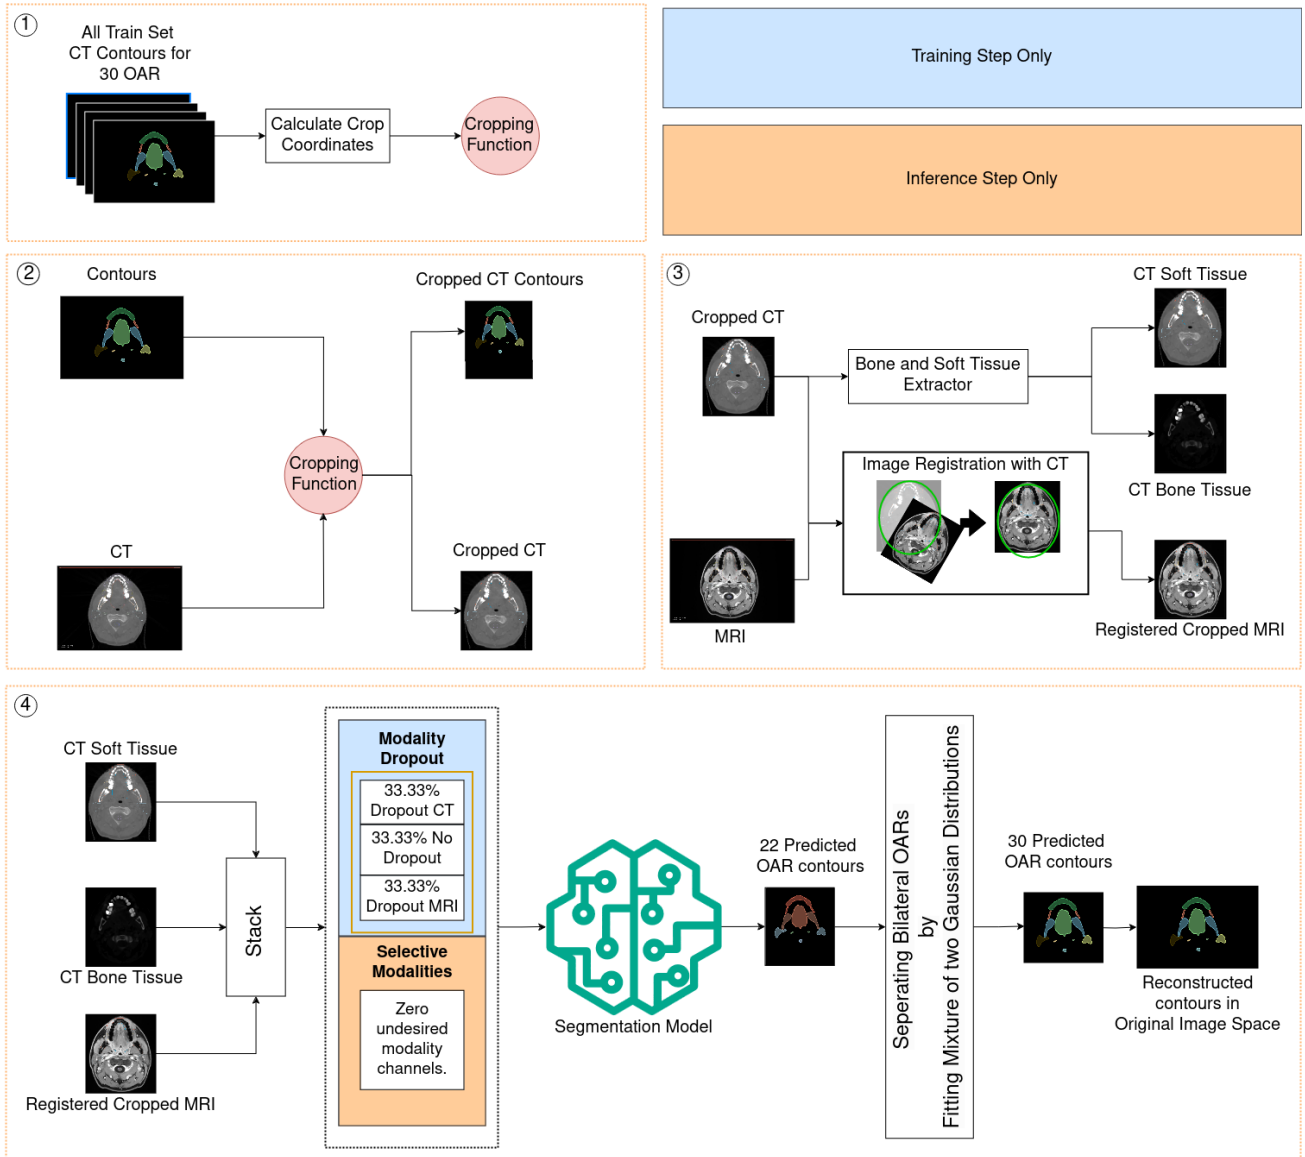 1
All Train Set
CT Contours for
30 OAR
Calculate Crop
Coordinates
Cropping
Function
Training Step Only
Inference Step Only
2
Contours
Cropped CT Contours
Cropping
Function
CT
Cropped CT
3
Cropped CT
Bone and Soft Tissue
Extractor
CT Soft Tissue
CT Bone Tissue
Image Registration with CT
MRI
Registered Cropped MRI
4
CT Soft Tissue
CT Bone Tissue
Registered Cropped MRI
Stack
Modality
Dropout
33.33%
Dropout CT
33.33% No
Dropout
33.33%
Dropout MRI
Selective
Modalities
Zero
undesired
modality
channels.
Segmentation Model
22 Predicted
OAR contours
Seperating Bilateral OARs
by
Fitting Mixture of two Gaussian Distributions
30 Predicted
OAR contours
Reconstructed
contours in
Original Image Space